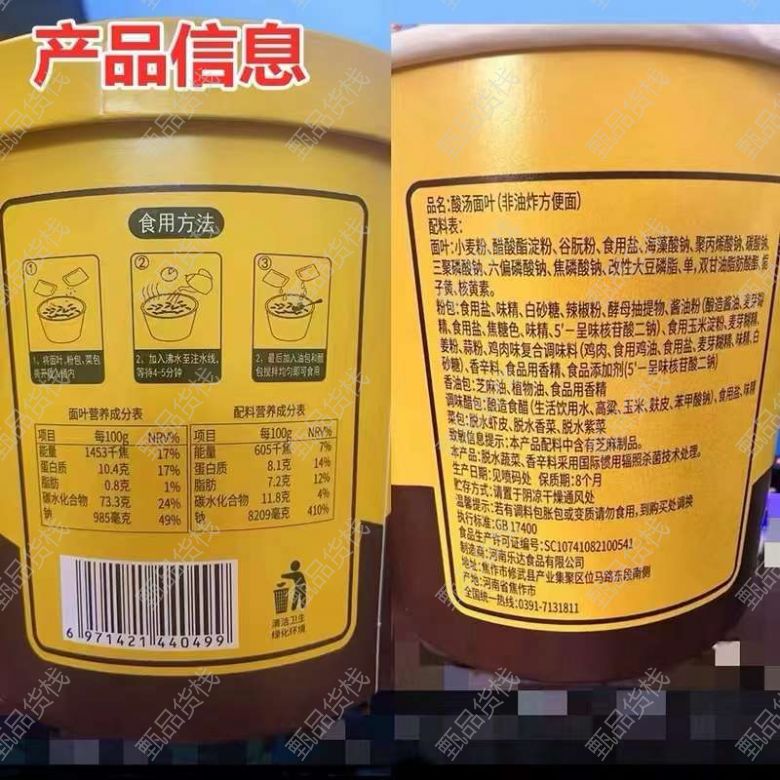 产品信息
食用方法
①
1、将面叶,粉包,菜包
②
2、加入沸水至注水线,
等待4-5分钟
③
3、最后加入油包和醋
包搅拌均匀即可食用
面叶营养成分表
项目 每100g NRV%
能量 1453千焦 17%
蛋白质 10.4克 17%
脂肪 0.8克 1%
碳水化合物 73.3克 24%
钠 985毫克 49%
配料营养成分表
项目 每100g NRV%
能量 605千焦 7%
蛋白质 8.1克 14%
脂肪 7.2克 12%
碳水化合物 11.8克 4%
钠 8209毫克 410%
6 971421 440499
清洁卫生
绿化环境
品名:酸汤面叶(非油炸方便面)
配料表:
面叶:小麦粉、醋酸酯淀粉、谷朊粉、食用盐、海藻酸钠、聚丙烯酸钠、碳酸钠、
三聚磷酸钠、六偏磷酸钠、焦磷酸钠、改性大豆磷脂、单,双甘油脂肪酸酯、栀
子黄、核黄素。
粉包:食用盐、味精、白砂糖、辣椒粉、酵母抽提物、酱油粉(酿造酱油、麦芽糊
精、食用盐、焦糖色、味精、5'-呈味核苷酸二钠)、食用玉米淀粉、麦芽糊精、
姜粉、蒜粉、鸡肉味复合调味料(鸡肉、食用鸡油、食用盐、麦芽糊精、味精、白
砂糖)、香辛料、食品用香精、食品添加剂(5'-呈味核苷酸二钠)
香油包:芝麻油、植物油、食品用香精
调味醋包:酿造食醋(生活饮用水、高粱、玉米、麸皮、苯甲酸钠)、食用盐、味精
菜包:脱水虾皮、脱水香菜、脱水紫菜
致敏信息提示:本产品配料中含有芝麻制品。
本产品:脱水蔬菜、香辛料采用国际惯用辐照杀菌技术处理。
生产日期:见喷码处 保质期:8个月
贮存方式:请置于阴凉干燥通风处
温馨提示:若有调料包胀包或变质请勿食用,到购买处调换
执行标准:GB 17400
食品生产许可证编号:SC10741082100541
制造商:河南乐达食品有限公司
地址:焦作市修武县产业集聚区位马路东段南侧
产地:河南省焦作市
全国统一热线:0391-7131811
甄品货栈